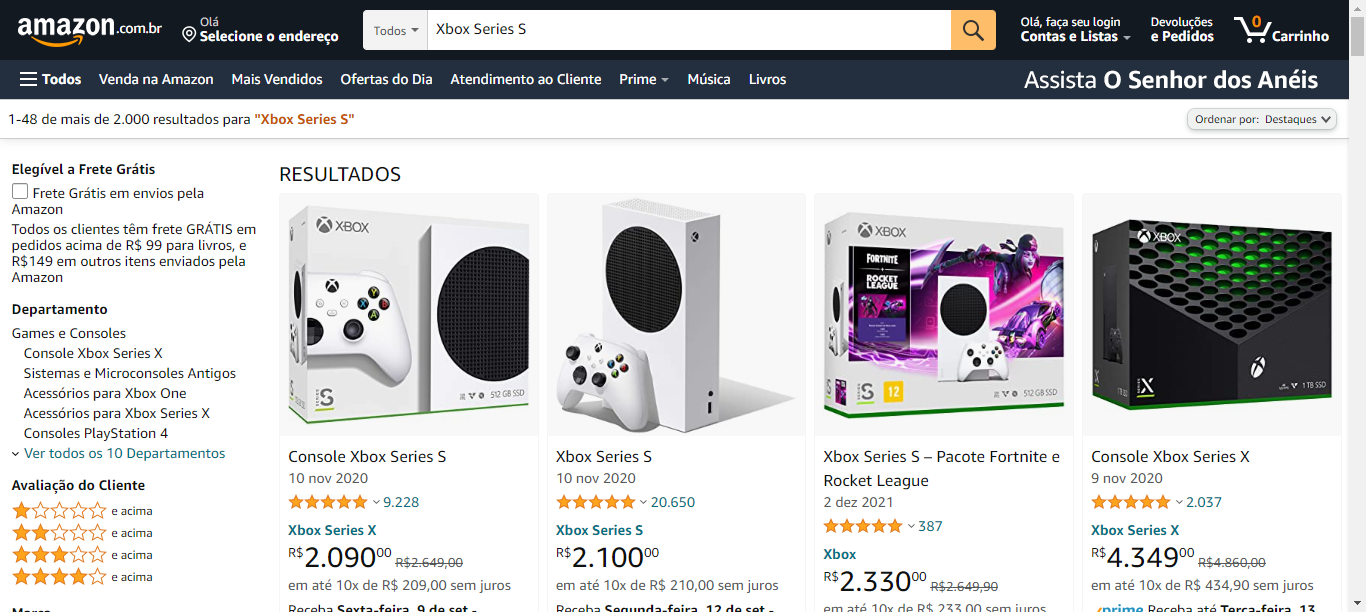 amazon.com.br
Olá
Selecione o endereço
Todos
Xbox Series S
Olá, faça seu login
Contas e Listas
Devoluções
e Pedidos
0
Carrinho
Todos
Venda na Amazon
Mais Vendidos
Ofertas do Dia
Atendimento ao Cliente
Prime
Música
Livros
Assista O Senhor dos Anéis
1-48 de mais de 2.000 resultados para "Xbox Series S"
Ordenar por: Destaques
Elegível a Frete Grátis
Frete Grátis em envios pela
Amazon
Todos os clientes têm frete GRÁTIS em
pedidos acima de R$ 99 para livros, e
R$149 em outros itens enviados pela
Amazon
Departamento
Games e Consoles
Console Xbox Series X
Sistemas e Microconsoles Antigos
Acessórios para Xbox One
Acessórios para Xbox Series X
Consoles PlayStation 4
Ver todos os 10 Departamentos
Avaliação do Cliente
e acima
e acima
e acima
e acima
RESULTADOS
XBOX
SERIES S
512 GB SSD
Console Xbox Series S
10 nov 2020
9.228
Xbox Series X
R$2.09000 R$2.649,00
em até 10x de R$ 209,00 sem juros
Receba Sexta-feira, 9 de set -
Xbox Series S
10 nov 2020
20.650
Xbox Series S
R$2.10000
em até 10x de R$ 210,00 sem juros
Receba Segunda-feira, 12 de set -
XBOX
FORTNITE
+
ROCKET
LEAGUE
SERIES S
12
512 GB SSD
Xbox Series S – Pacote Fortnite e
Rocket League
2 dez 2021
387
Xbox
R$2.33000 R$2.649,90
em até 10x de R$ 233,00 sem juros
XBOX
SERIES X
1TB SSD
Console Xbox Series X
9 nov 2020
2.037
Xbox Series X
R$4.34900 R$4.860,00
em até 10x de R$ 434,90 sem juros
prime Receba até Terça-feira, 13